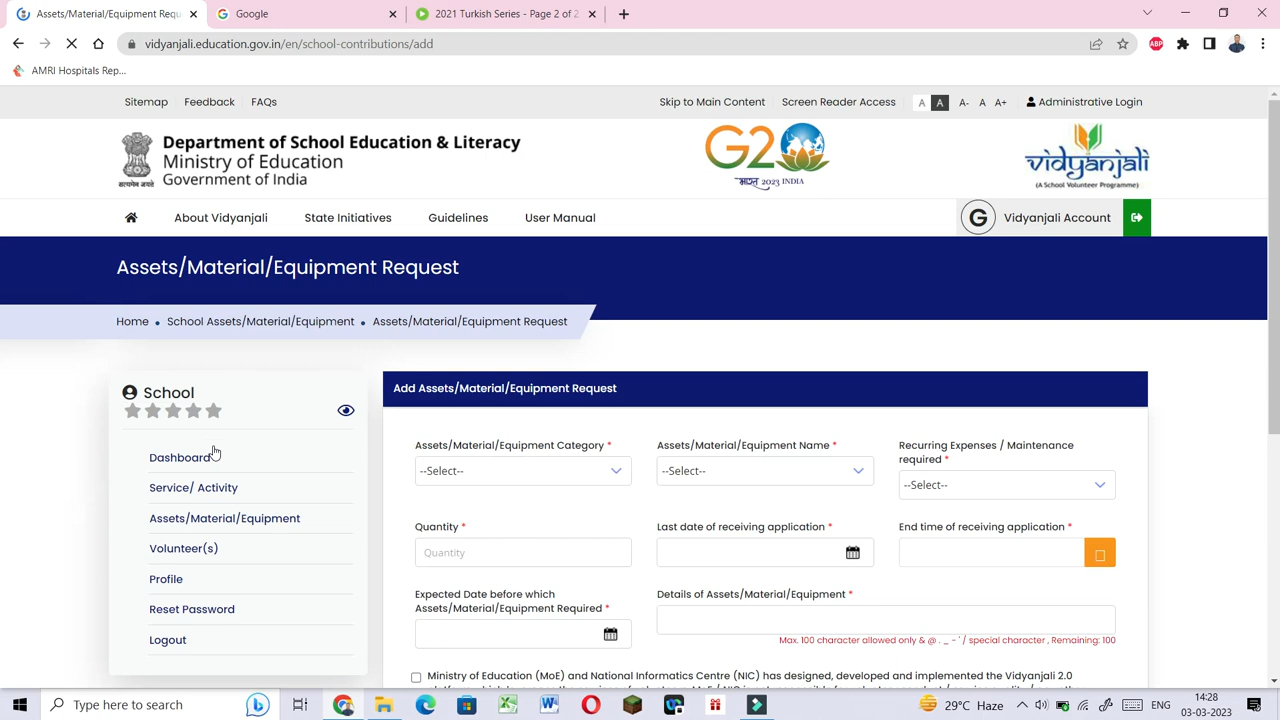 Assets/Material/Equipment Requ
Google
2021 Turkish Series - Page 2 of 2
vidyanjali.education.gov.in/en/school-contributions/add
ABP
AMRI Hospitals Rep...
Sitemap Feedback FAQs Skip to Main Content Screen Reader Access A A A- A A+ Administrative Login
Department of School Education & Literacy
Ministry of Education
Government of India
सत्यमेव जयते
G20
भारत 2023 INDIA
विद्यांजलि
vidyanjali
(A School Volunteer Programme)
About Vidyanjali State Initiatives Guidelines User Manual G Vidyanjali Account
Assets/Material/Equipment Request
Home • School Assets/Material/Equipment • Assets/Material/Equipment Request
School
Dashboard
Service/ Activity
Assets/Material/Equipment
Volunteer(s)
Profile
Reset Password
Logout
Add Assets/Material/Equipment Request
Assets/Material/Equipment Category *
--Select--
Assets/Material/Equipment Name *
--Select--
Recurring Expenses / Maintenance
required *
--Select--
Quantity *
Quantity
Last date of receiving application *
End time of receiving application *
Expected Date before which
Assets/Material/Equipment Required *
Details of Assets/Material/Equipment *
Max. 100 character allowed only & @ . _ - ' / special character , Remaining: 100
Ministry of Education (MoE) and National Informatics Centre (NIC) has designed, developed and implemented the Vidyanjali 2.0
Type here to search
29°C Haze
ENG
14:28
03-03-2023